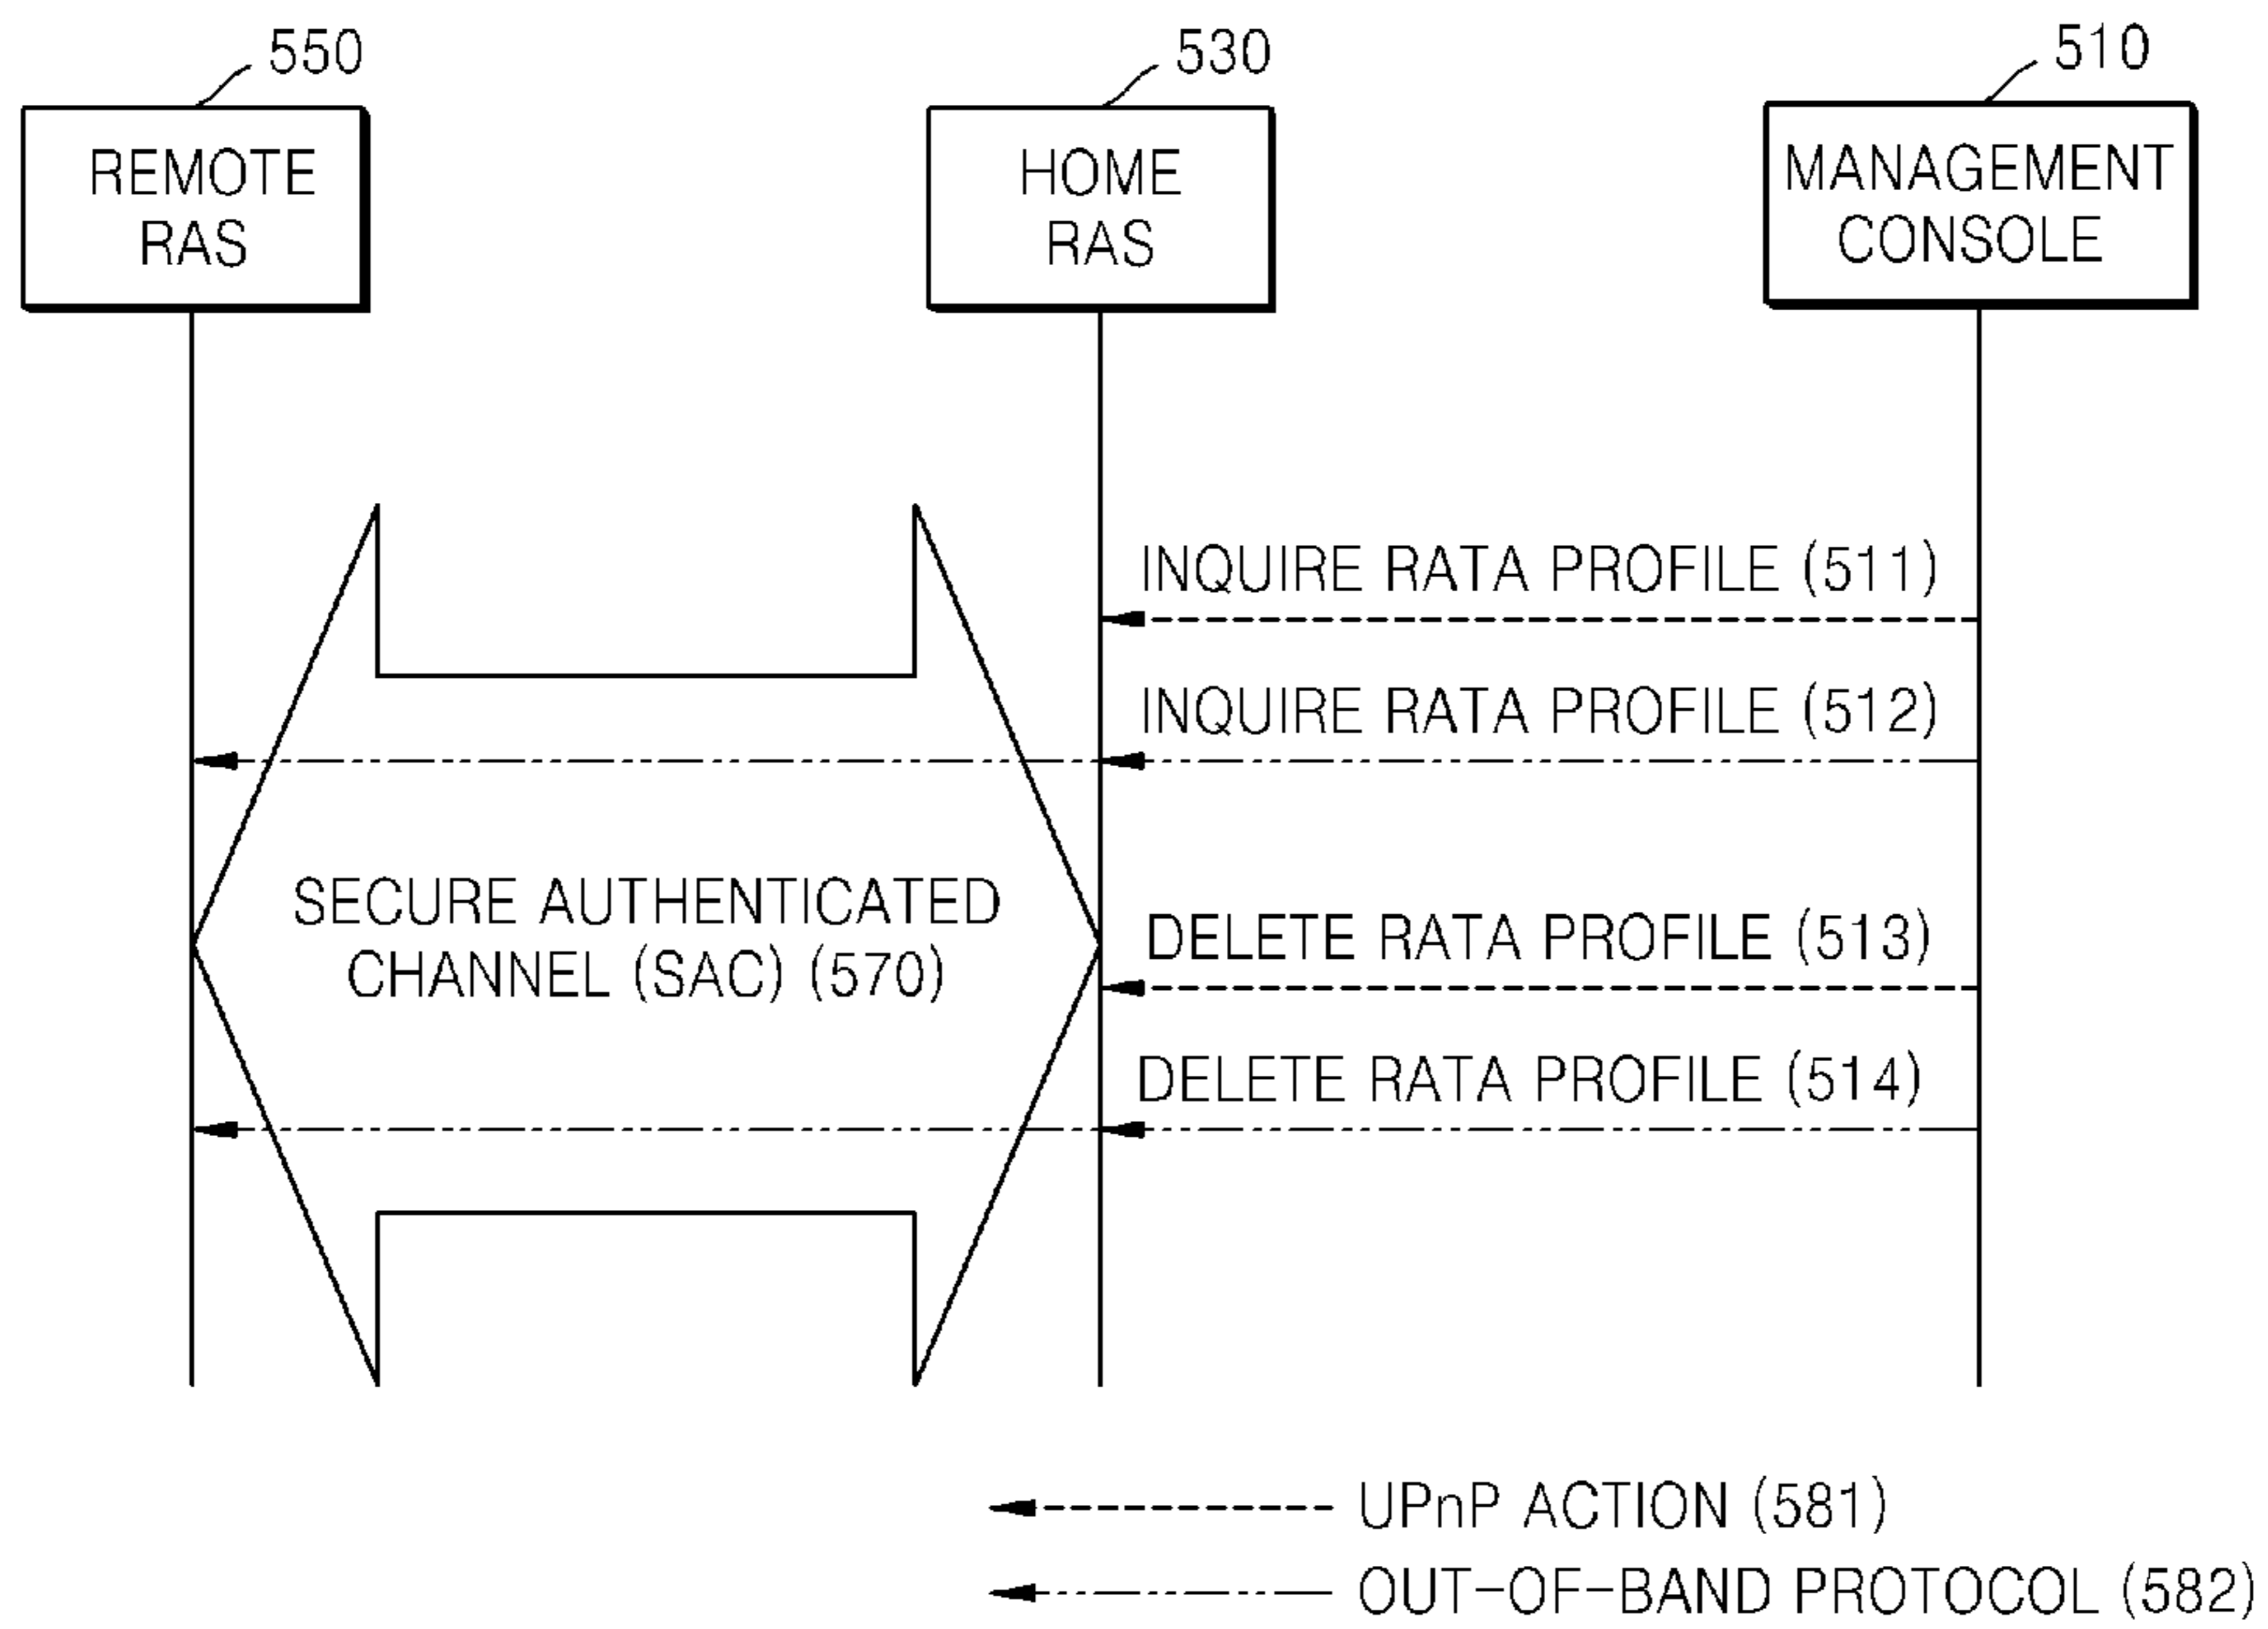 550
530
510
REMOTE
RAS
HOME
RAS
MANAGEMENT
CONSOLE
INQUIRE RATA PROFILE (511)
INQUIRE RATA PROFILE (512)
SECURE AUTHENTICATED
CHANNEL (SAC) (570)
DELETE RATA PROFILE (513)
DELETE RATA PROFILE (514)
UPnP ACTION (581)
OUT-OF-BAND PROTOCOL (582)